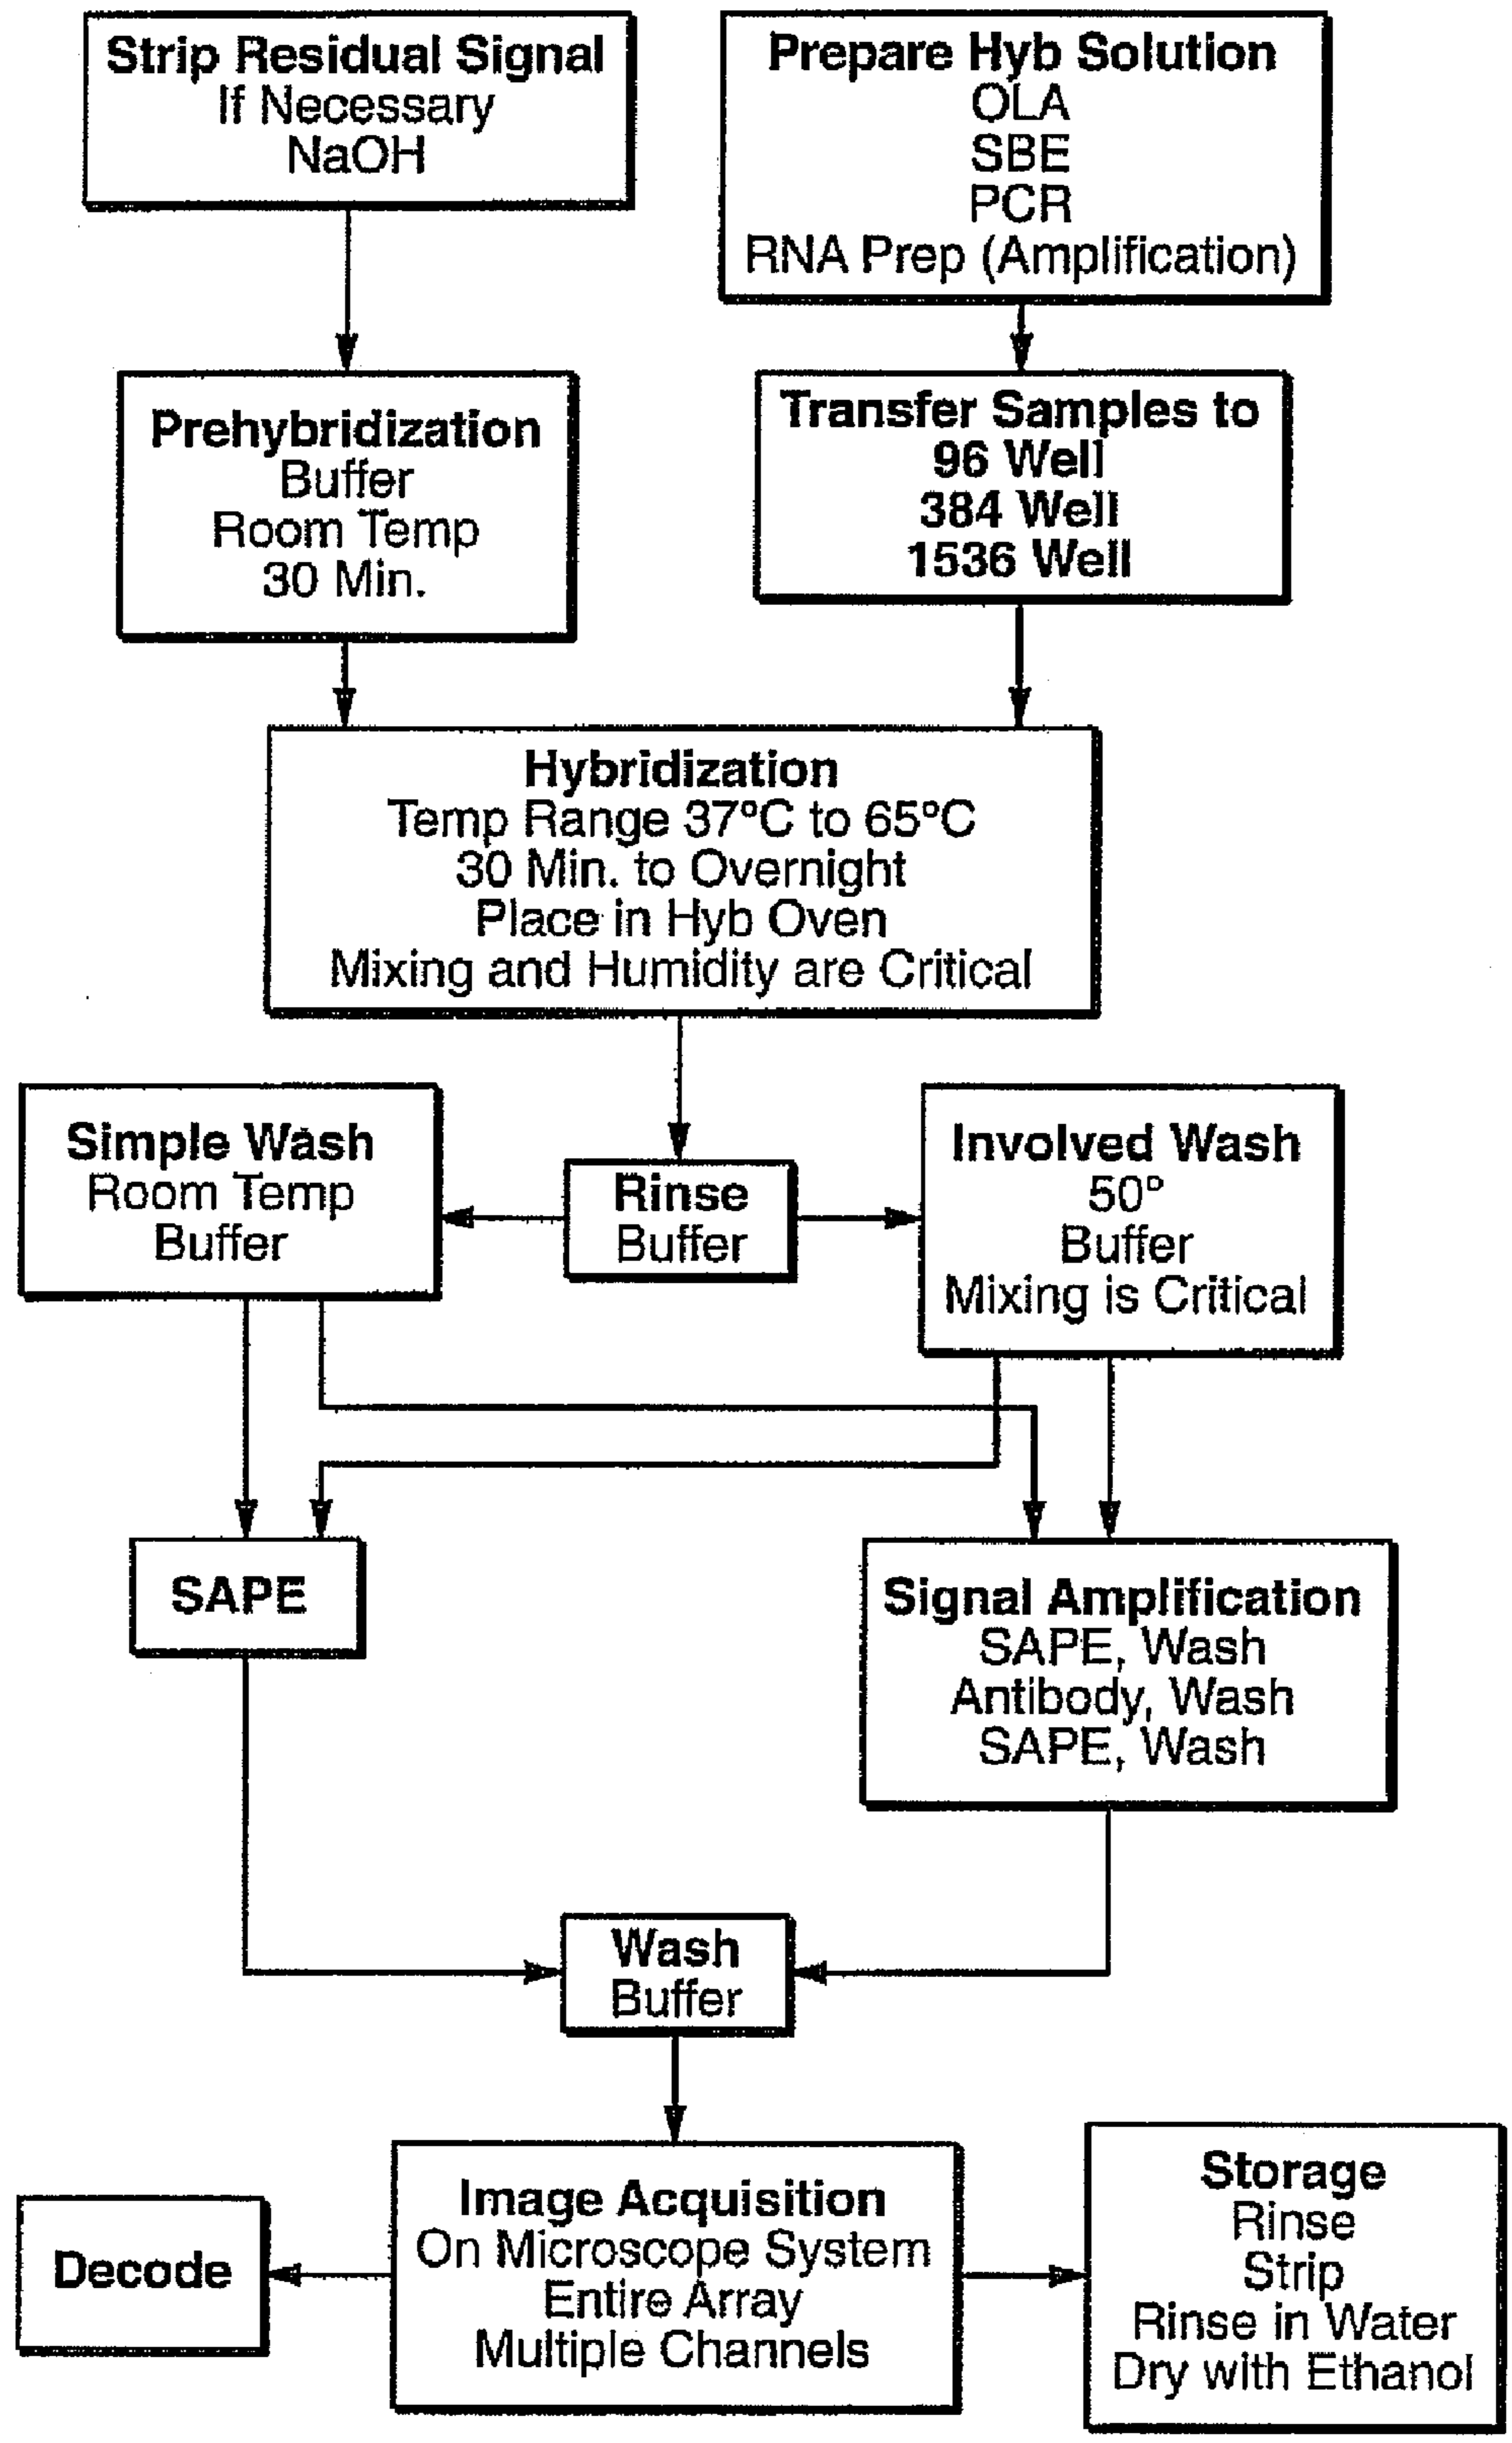 Strip Residual Signal
If Necessary
NaOH
Prepare Hyb Solution
OLA
SBE
PCR
RNA Prep (Amplification)
Prehybridization
Buffer
Room Temp
30 Min.
Transfer Samples to
96 Well
384 Well
1536 Well
Hybridization
Temp Range 37ºC to 65ºC
30 Min. to Overnight
Place in Hyb Oven
Mixing and Humidity are Critical
Simple Wash
Room Temp
Buffer
Rinse
Buffer
Involved Wash
50º
Buffer
Mixing is Critical
SAPE
Signal Amplification
SAPE, Wash
Antibody, Wash
SAPE, Wash
Wash
Buffer
Decode
Image Acquisition
On Microscope System
Entire Array
Multiple Channels
Storage
Rinse
Strip
Rinse in Water
Dry with Ethanol